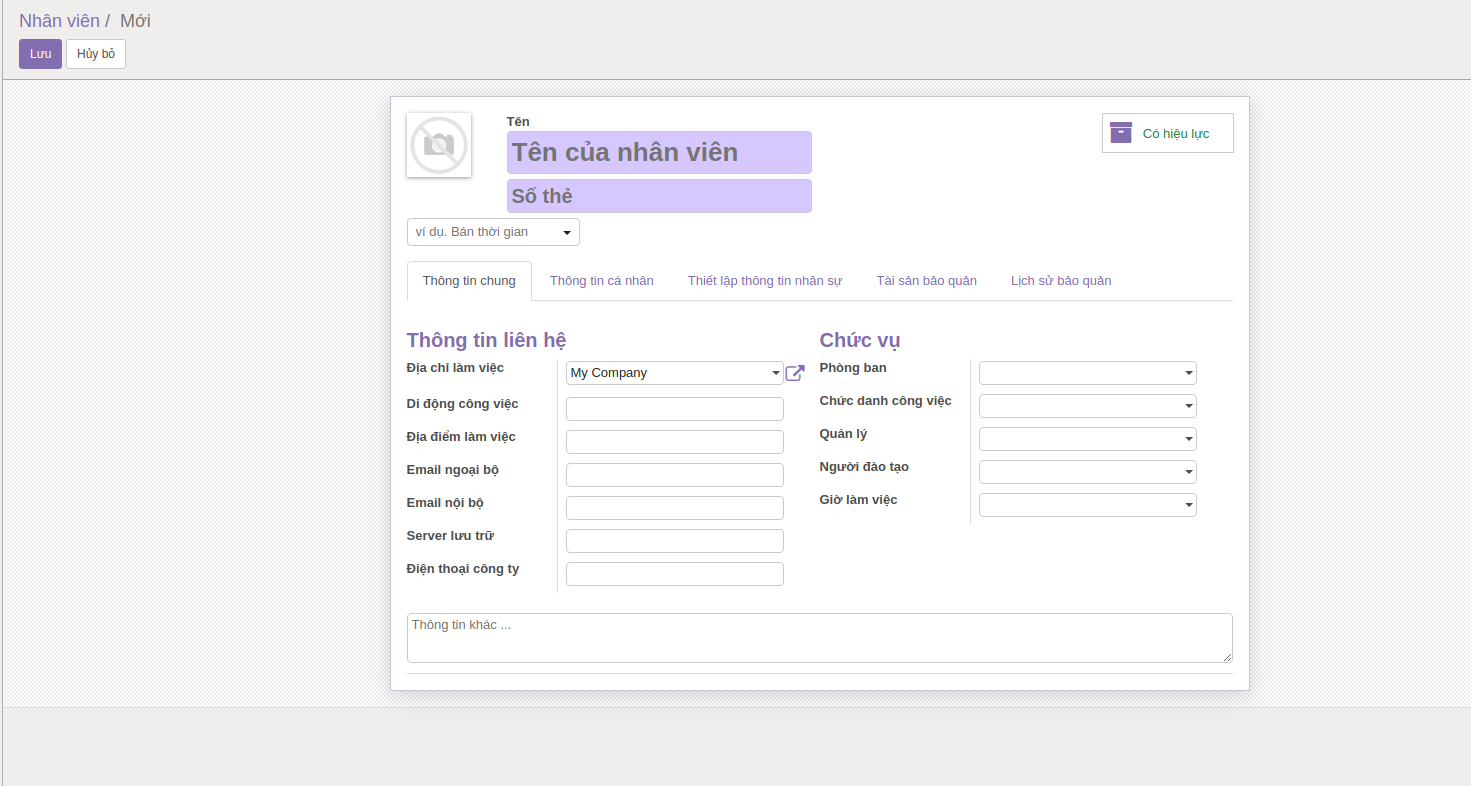 Nhân viên / Mới
Lưu Hủy bỏ
Tên
Tên của nhân viên
Số thẻ
Có hiệu lực
ví dụ. Bán thời gian
Thông tin chung Thông tin cá nhân Thiết lập thông tin nhân sự Tài sản bảo quản Lịch sử bảo quản
Thông tin liên hệ
Địa chỉ làm việc My Company
Di động công việc
Địa điểm làm việc
Email ngoại bộ
Email nội bộ
Server lưu trữ
Điện thoại công ty
Chức vụ
Phòng ban
Chức danh công việc
Quản lý
Người đào tạo
Giờ làm việc
Thông tin khác ...